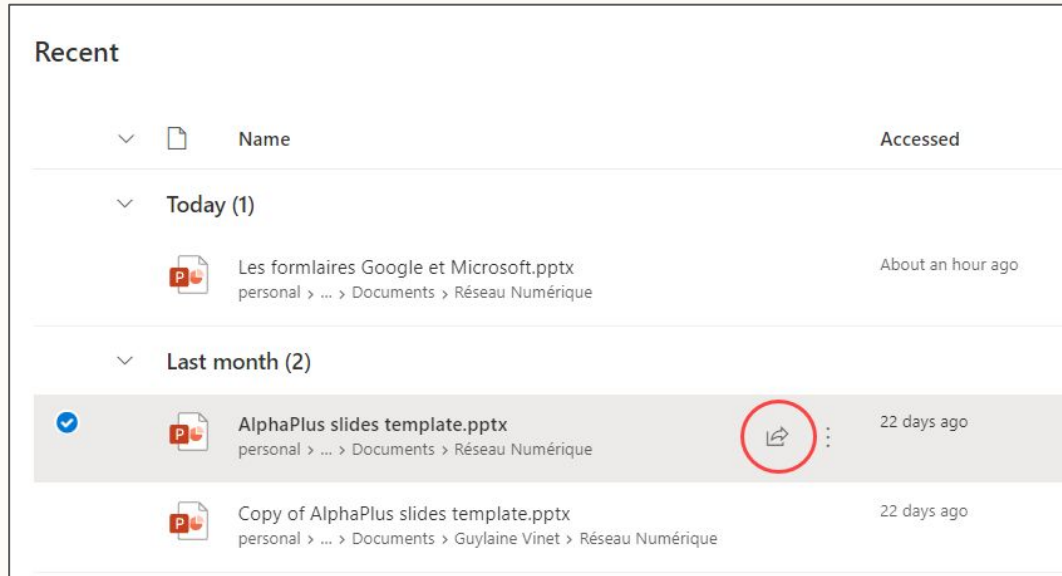 Recent
Name Accessed
Today (1)
Les formlaires Google et Microsoft.pptx About an hour ago
personal > ... > Documents > Réseau Numérique
Last month (2)
AlphaPlus slides template.pptx 22 days ago
personal > ... > Documents > Réseau Numérique
Copy of AlphaPlus slides template.pptx 22 days ago
personal > ... > Documents > Guylaine Vinet > Réseau Numérique